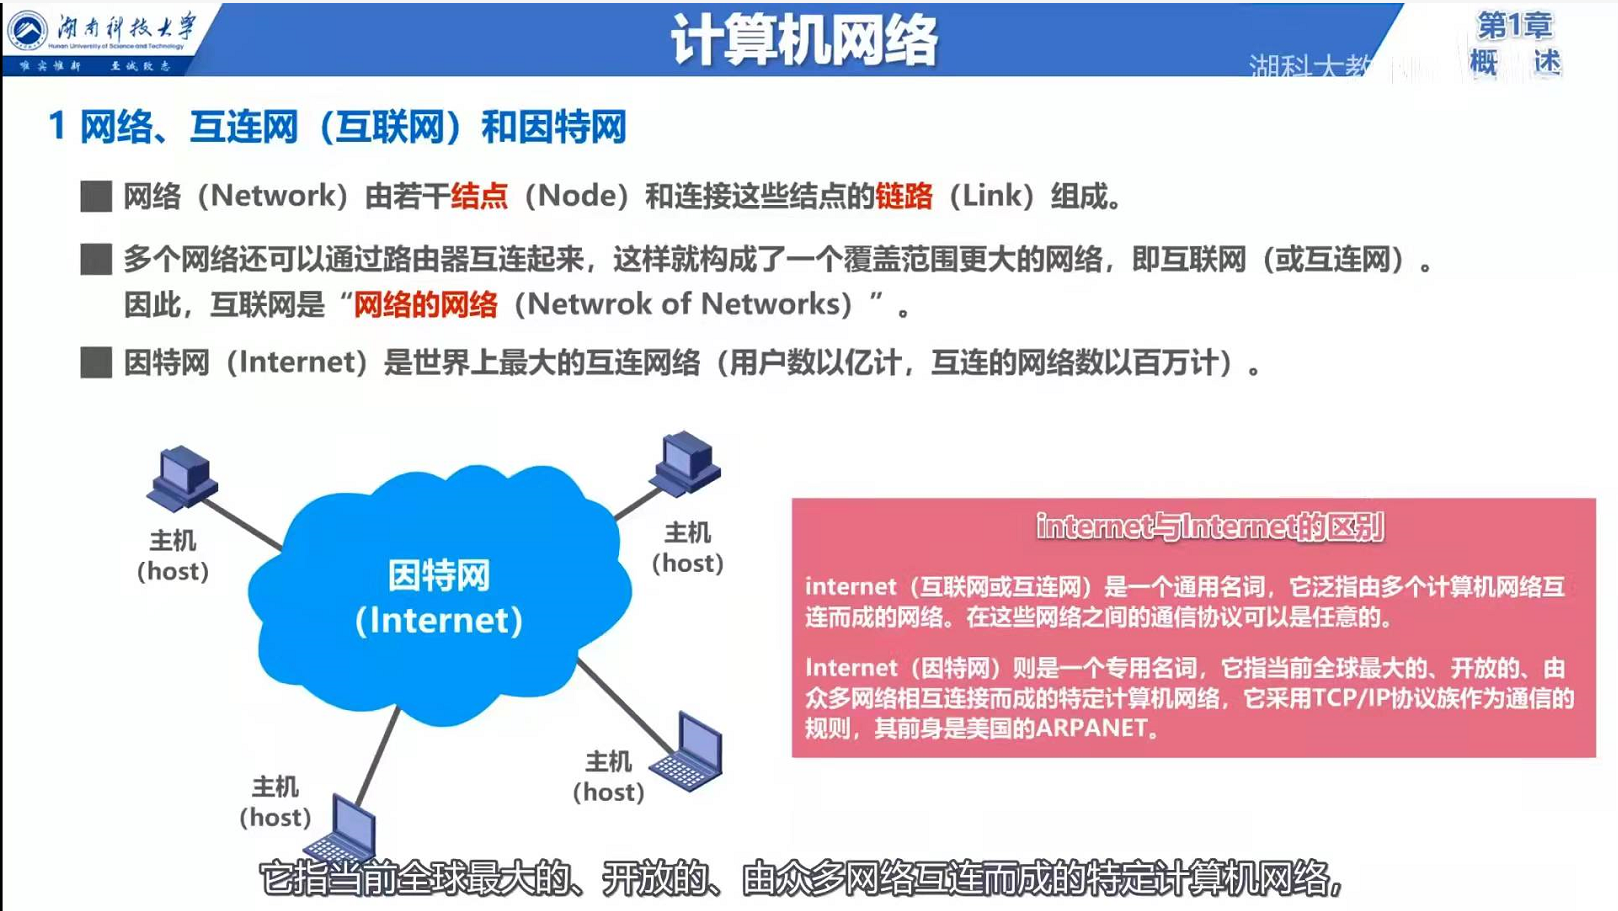 湖南科技大学
Hunan University of Science and Technology
唯实惟新 至诚致志
计算机网络
第1章
概 述
湖科大教
1 网络、互连网（互联网）和因特网
网络（Network）由若干结点（Node）和连接这些结点的链路（Link）组成。
多个网络还可以通过路由器互连起来，这样就构成了一个覆盖范围更大的网络，即互联网（或互连网）。
因此，互联网是“网络的网络（Netwrok of Networks）”。
因特网（Internet）是世界上最大的互连网络（用户数以亿计，互连的网络数以百万计）。
主机
（host）
主机
（host）
因特网
（Internet）
主机
（host）
主机
（host）
internet与Internet的区别
internet（互联网或互连网）是一个通用名词，它泛指由多个计算机网络互
连而成的网络。在这些网络之间的通信协议可以是任意的。
Internet（因特网）则是一个专用名词，它指当前全球最大的、开放的、由
众多网络相互连接而成的特定计算机网络，它采用TCP/IP协议族作为通信的
规则，其前身是美国的ARPANET。
它指当前全球最大的、开放的、由众多网络互连而成的特定计算机网络，